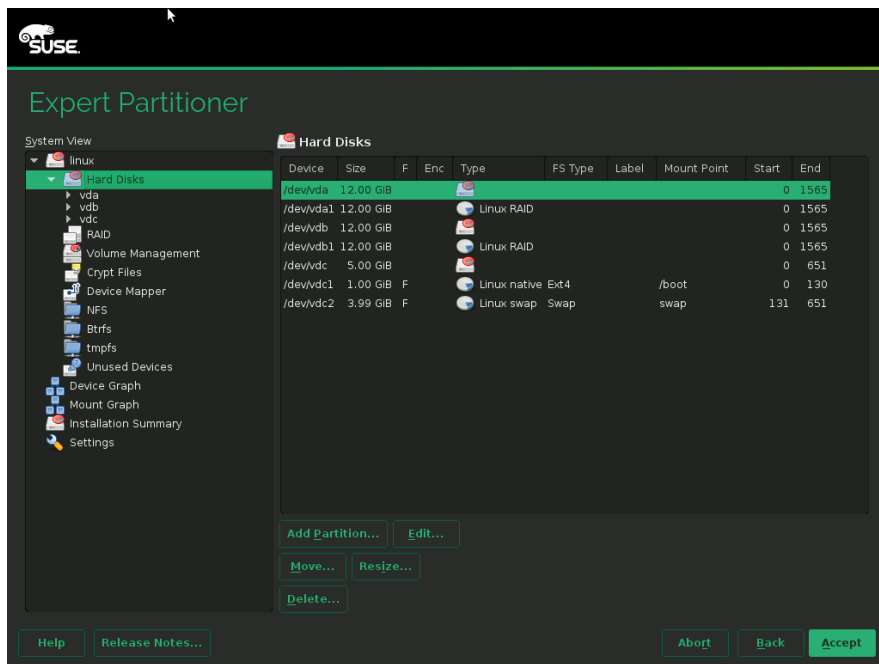 SUSE.
Expert Partitioner
System View
linux
Hard Disks
vda
vdb
vdc
RAID
Volume Management
Crypt Files
Device Mapper
NFS
Btrfs
tmpfs
Unused Devices
Device Graph
Mount Graph
Installation Summary
Settings
Hard Disks
Device Size F Enc Type FS Type Label Mount Point Start End
/dev/vda 12.00 GiB 0 1565
/dev/vda1 12.00 GiB Linux RAID 0 1565
/dev/vdb 12.00 GiB 0 1565
/dev/vdb1 12.00 GiB Linux RAID 0 1565
/dev/vdc 5.00 GiB 0 651
/dev/vdc1 1.00 GiB F Linux native Ext4 /boot 0 130
/dev/vdc2 3.99 GiB F Linux swap Swap swap 131 651
Add Partition... Edit...
Move... Resize...
Delete...
Help Release Notes... Abort Back Accept